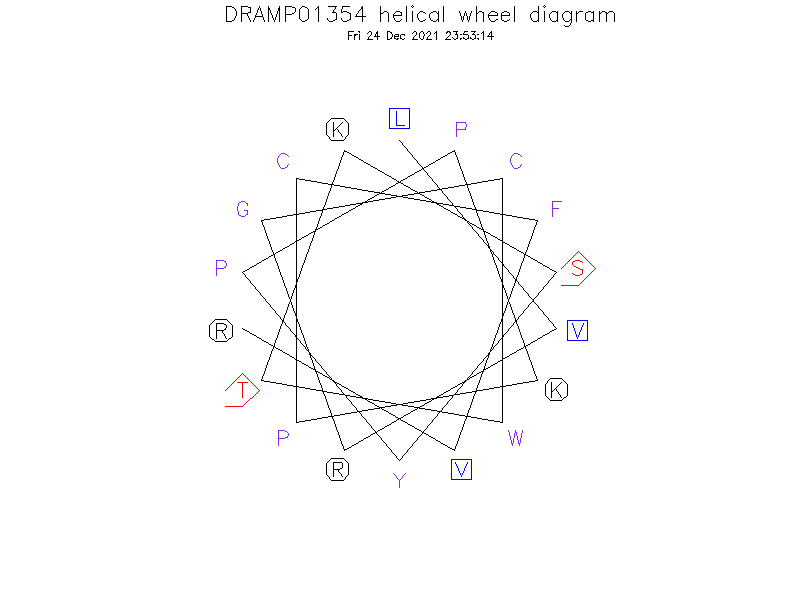 DRAMP01354 helical wheel diagram
Fri 24 Dec 2021 23:53:14
L
K P
C C
G F
P S
R V
T K
P W
R V
Y